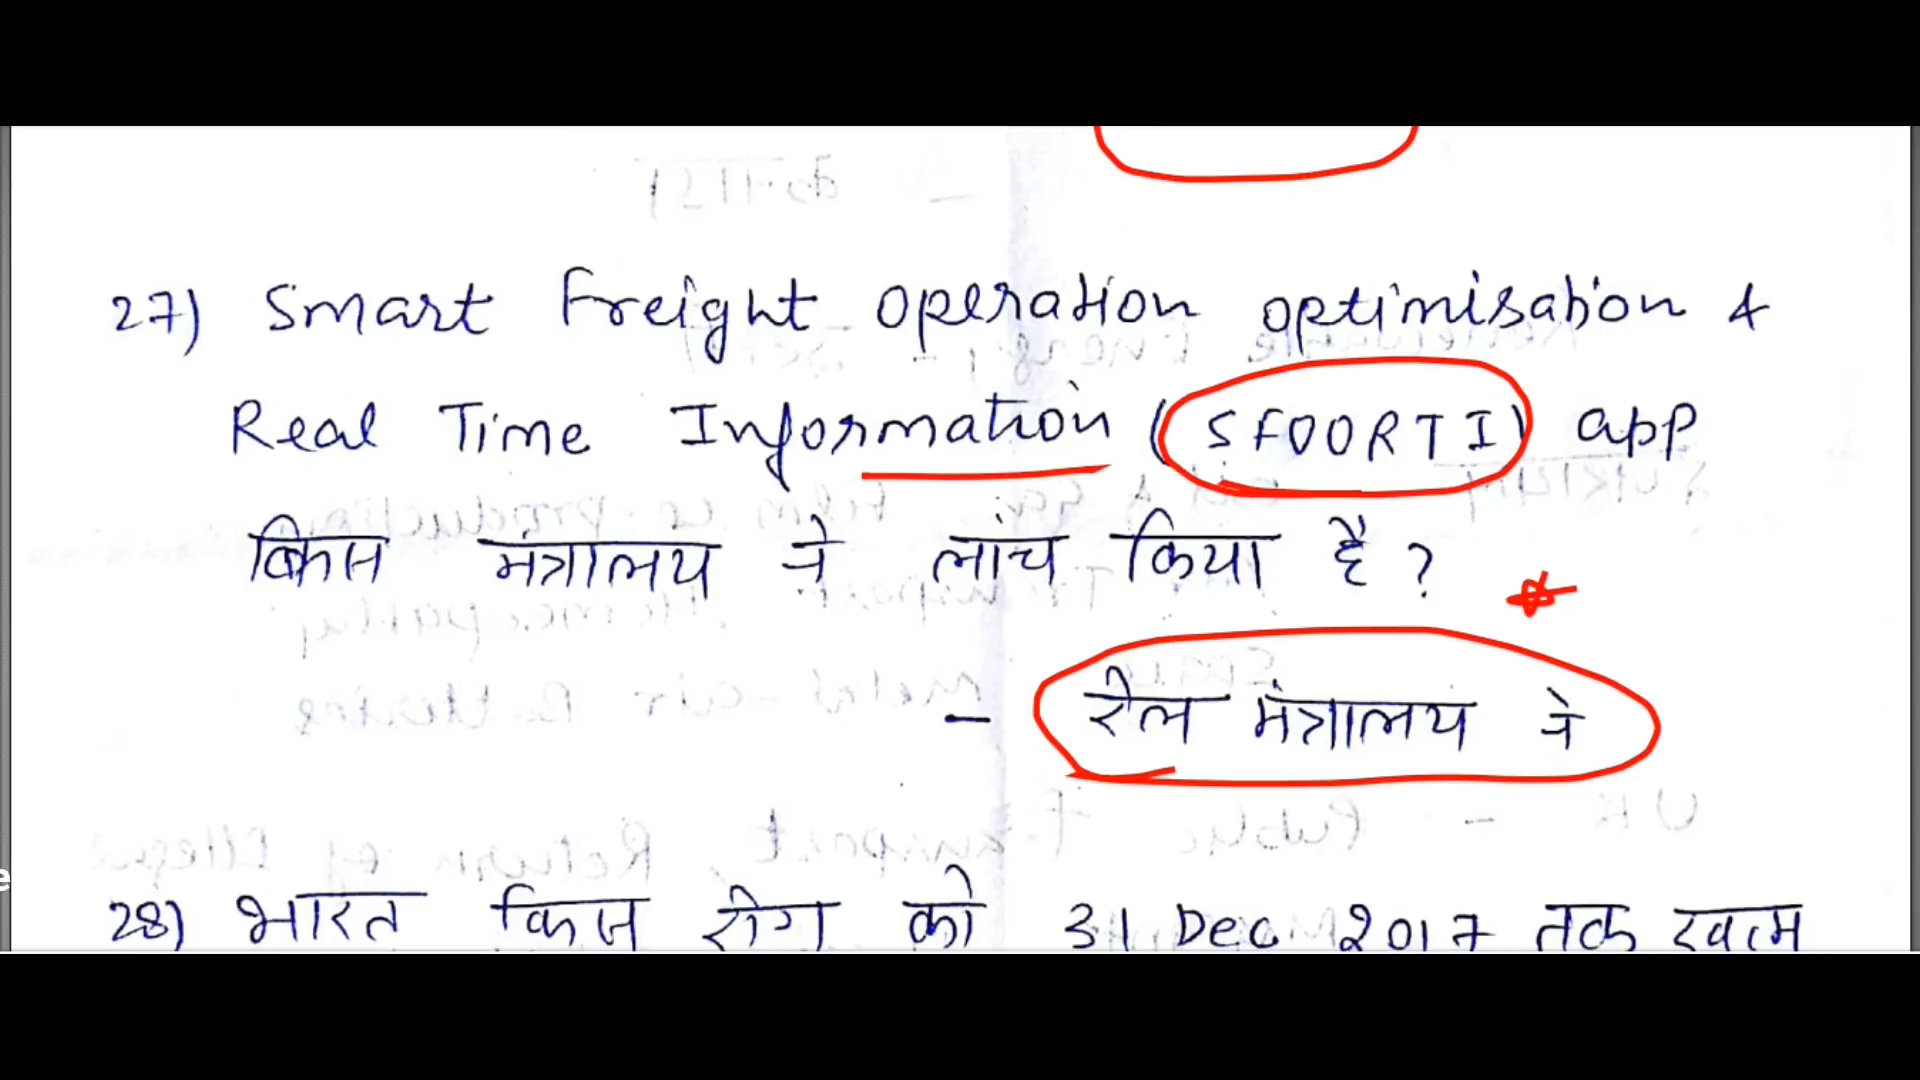 27) Smart Freight Operation optimisation &
Real Time Information (SFOORTI) app
किस मंत्रालय ने लांच किया है ?
- रेल मंत्रालय ने
28) भारत किस रोग को 31 Dec 2017 तक खत्म